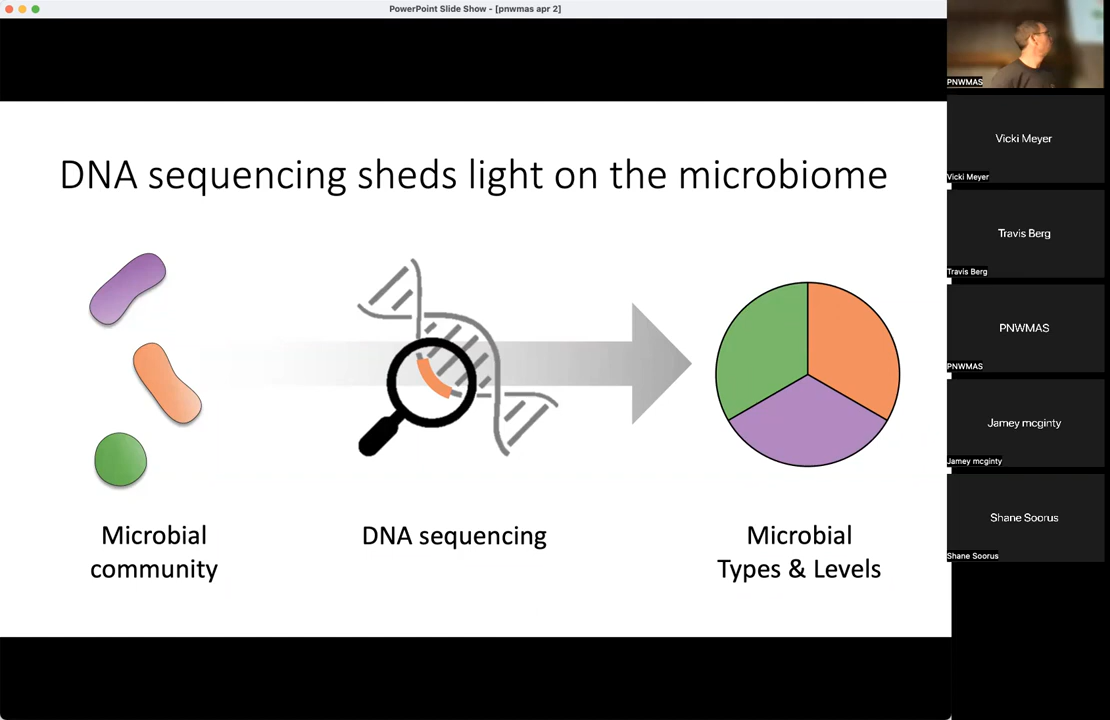 PowerPoint Slide Show - [pnwmas apr 2]
DNA sequencing sheds light on the microbiome
Microbial
community
DNA sequencing
Microbial
Types & Levels
PNWMAS
Vicki Meyer
Vicki Meyer
Travis Berg
Travis Berg
PNWMAS
PNWMAS
Jamey mcginty
Jamey mcginty
Shane Soorus
Shane Soorus